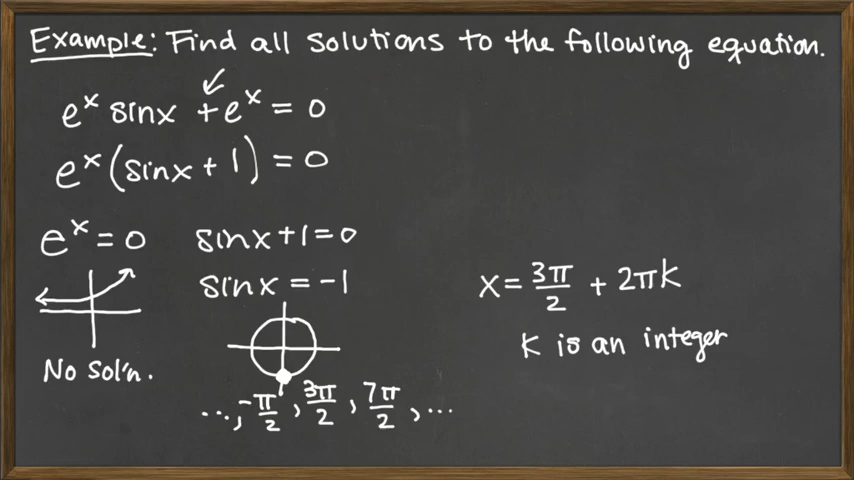 Example: Find all solutions to the following equation.
e^x sinx + e^x = 0
e^x (sinx + 1) = 0
e^x = 0
No sol'n.
sinx+1=0
sinx = -1
..., -π/2, 3π/2, 7π/2, ...
x = 3π/2 + 2πk
k is an integer